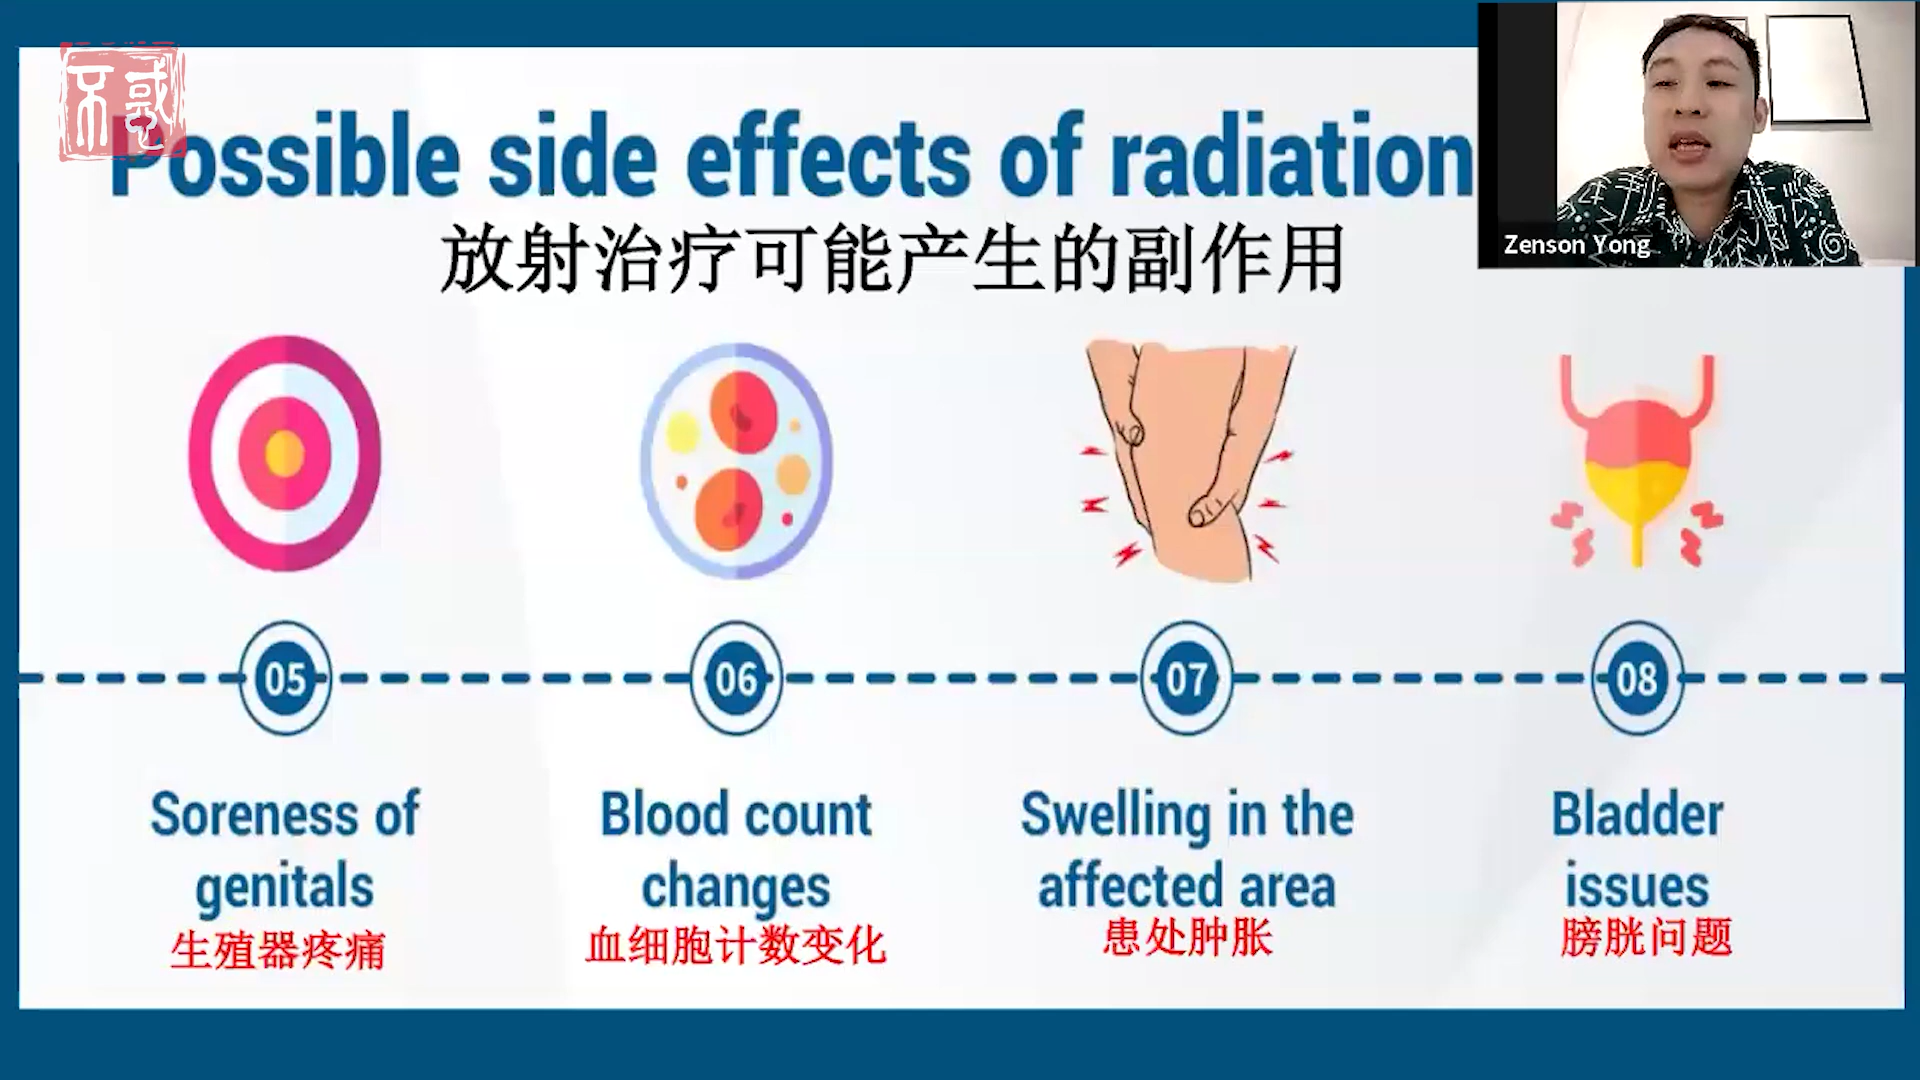 不惑
Possible side effects of radiation
放射治疗可能产生的副作用
Zenson Yong
05
06
07
08
Soreness of
genitals
生殖器疼痛
Blood count
changes
血细胞计数变化
Swelling in the
affected area
患处肿胀
Bladder
issues
膀胱问题